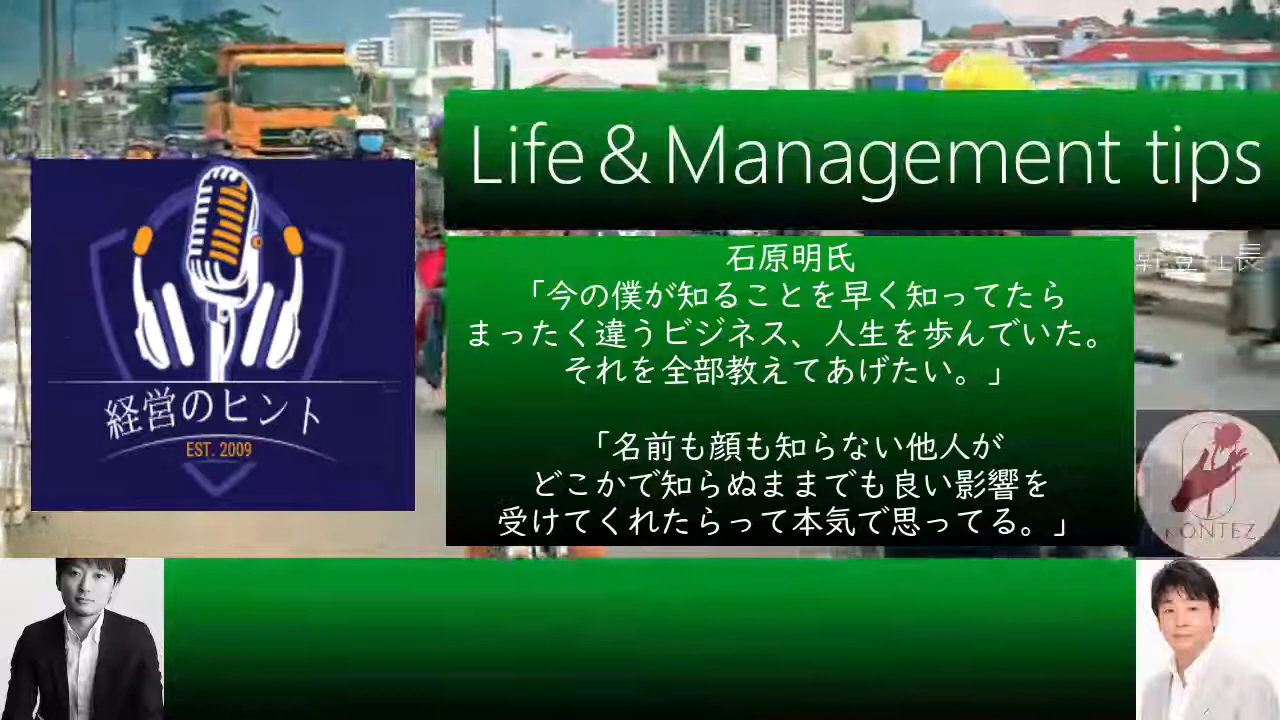 Life&Management tips
石原明氏
「今の僕が知ることを早く知ってたら
まったく違うビジネス、人生を歩んでいた。
それを全部教えてあげたい。」
「名前も顔も知らない他人が
どこかで知らぬままでも良い影響を
受けてくれたらって本気で思ってる。」
経営のヒント
EST. 2009
KONTEZ